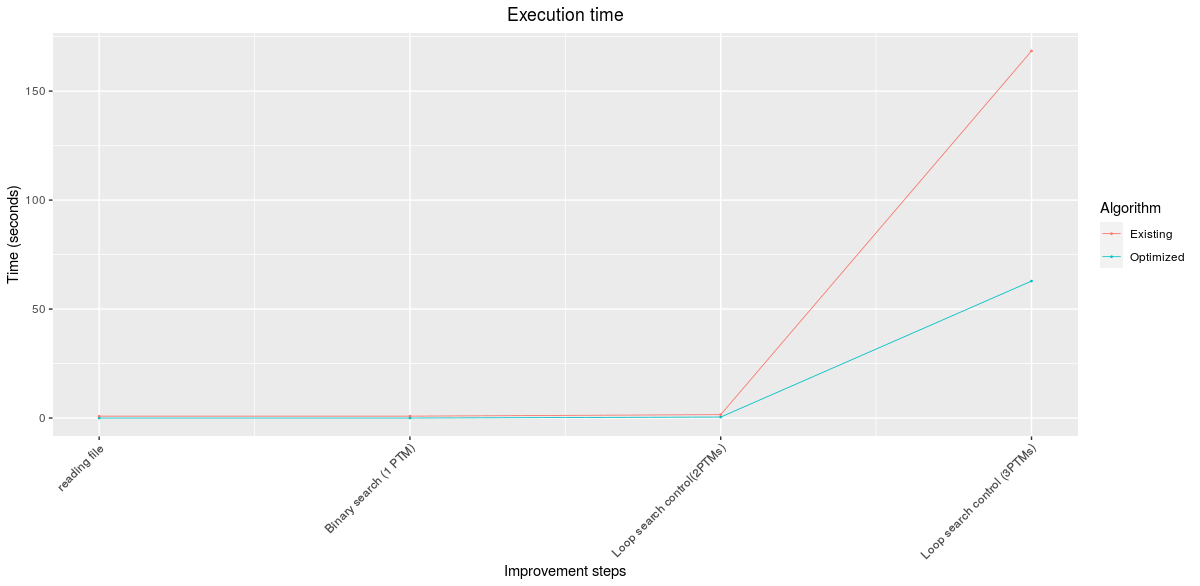 Execution time
Time (seconds)
150
100
50
0
reading file
Binary search (1 PTM)
Loop search control(2PTMs)
Loop search control (3PTMs)
Improvement steps
Algorithm
Existing
Optimized